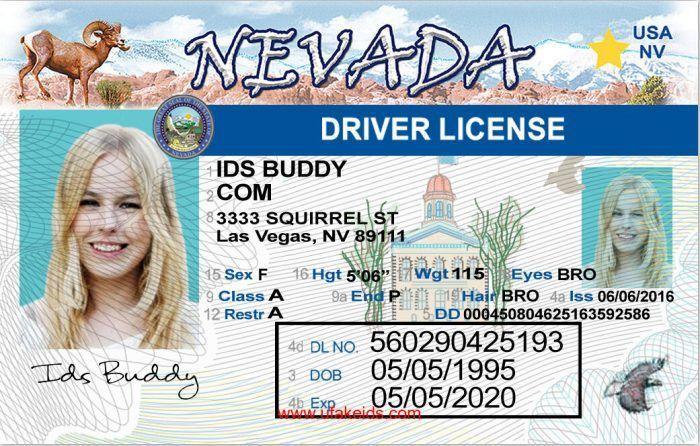 NEVADA
USA
NV
DRIVER LICENSE
1 IDS BUDDY
2 COM
8 3333 SQUIRREL ST
Las Vegas, NV 89111
15 Sex F 16 Hgt 5'06" 17 Wgt 115 Eyes BRO
9 Class A 9a End P 19 Hair BRO 4a Iss 06/06/2016
12 Restr A 5 DD 000450804625163592586
4d DL NO. 560290425193
3 DOB 05/05/1995
4b Exp 05/05/2020
Ids Buddy
www.ufakeids.com